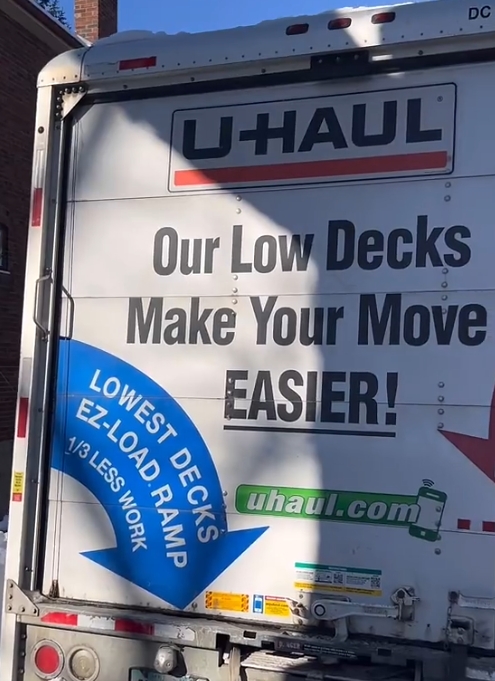 DC
U-HAUL
Our Low Decks
Make Your Move
EASIER!
LOWEST DECKS
EZ-LOAD RAMP
1/3 LESS WORK
uhaul.com